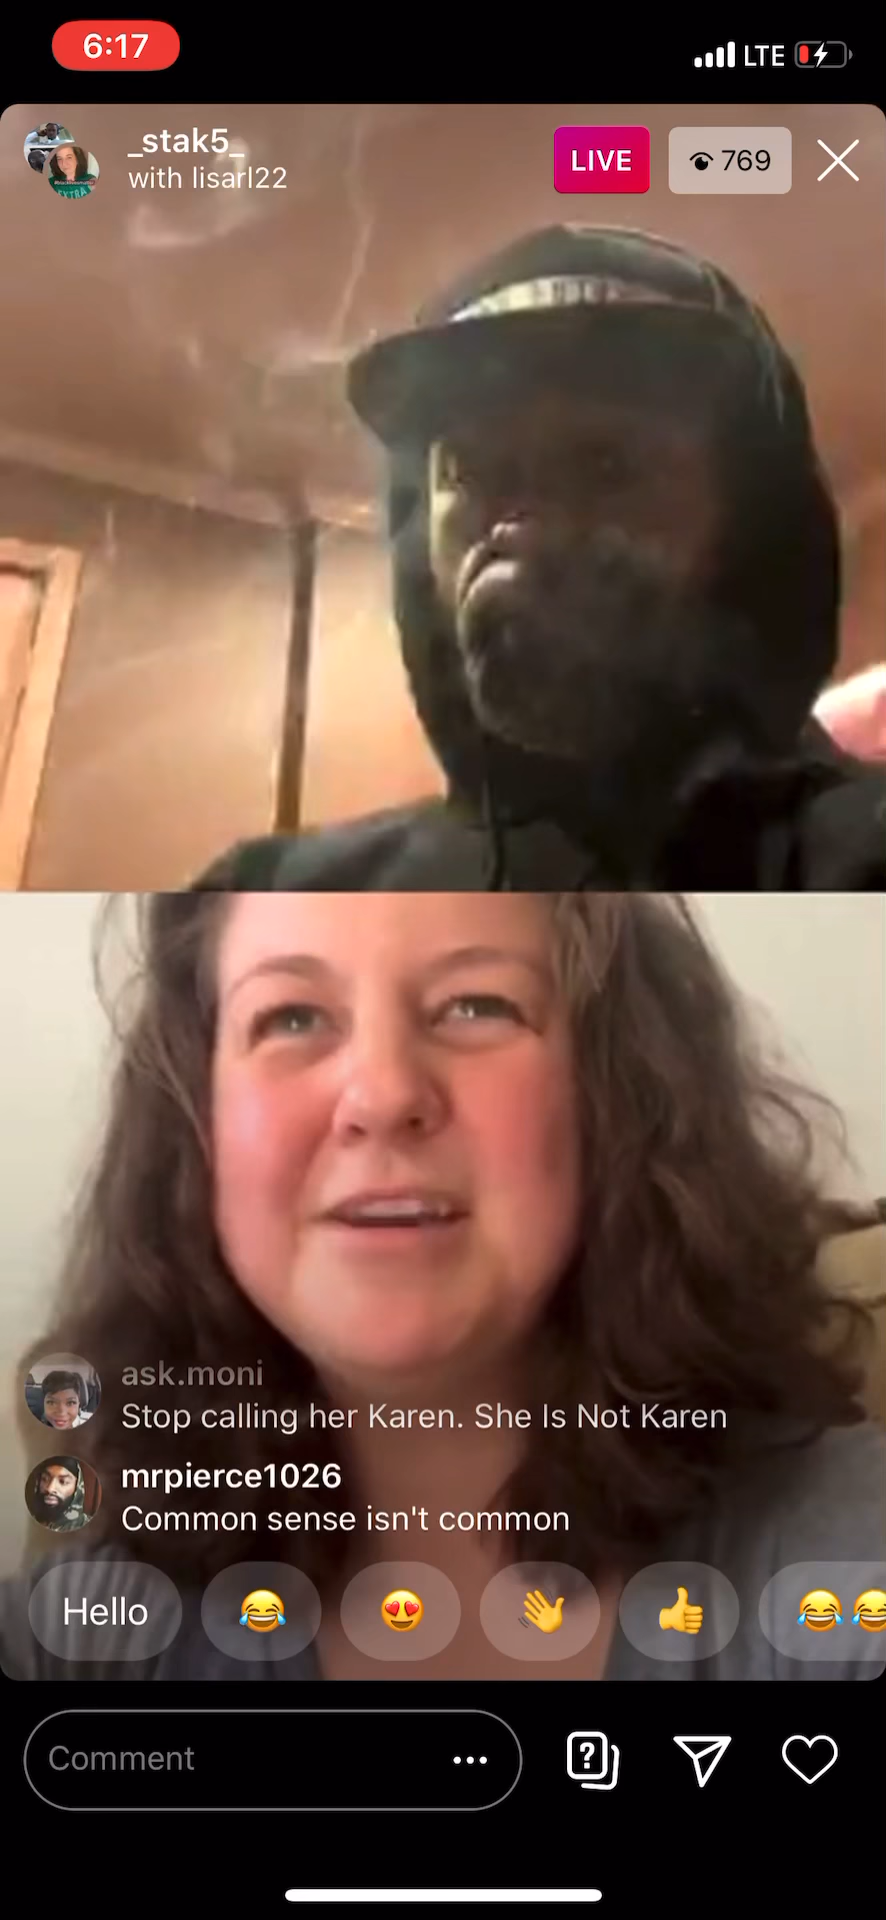 6:17
LTE
_stak5_
with lisarl22
LIVE
769
ask.moni
Stop calling her Karen. She Is Not Karen
mrpierce1026
Common sense isn't common
Hello
Comment